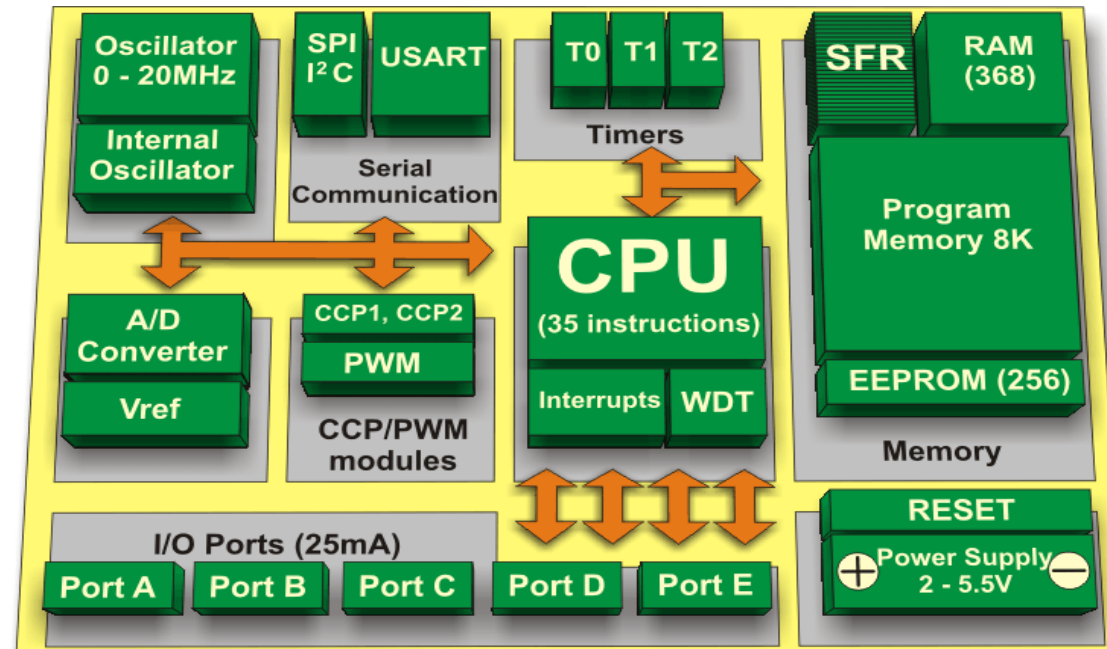 Oscillator
0 - 20MHz
Internal
Oscillator
SPI
I²C
USART
Serial
Communication
T0
T1
T2
Timers
SFR
RAM
(368)
Program
Memory 8K
EEPROM (256)
Memory
A/D
Converter
Vref
CCP1, CCP2
PWM
CCP/PWM
modules
CPU
(35 instructions)
Interrupts
WDT
I/O Ports (25mA)
Port A
Port B
Port C
Port D
Port E
RESET
+
Power Supply
2 - 5.5V
−